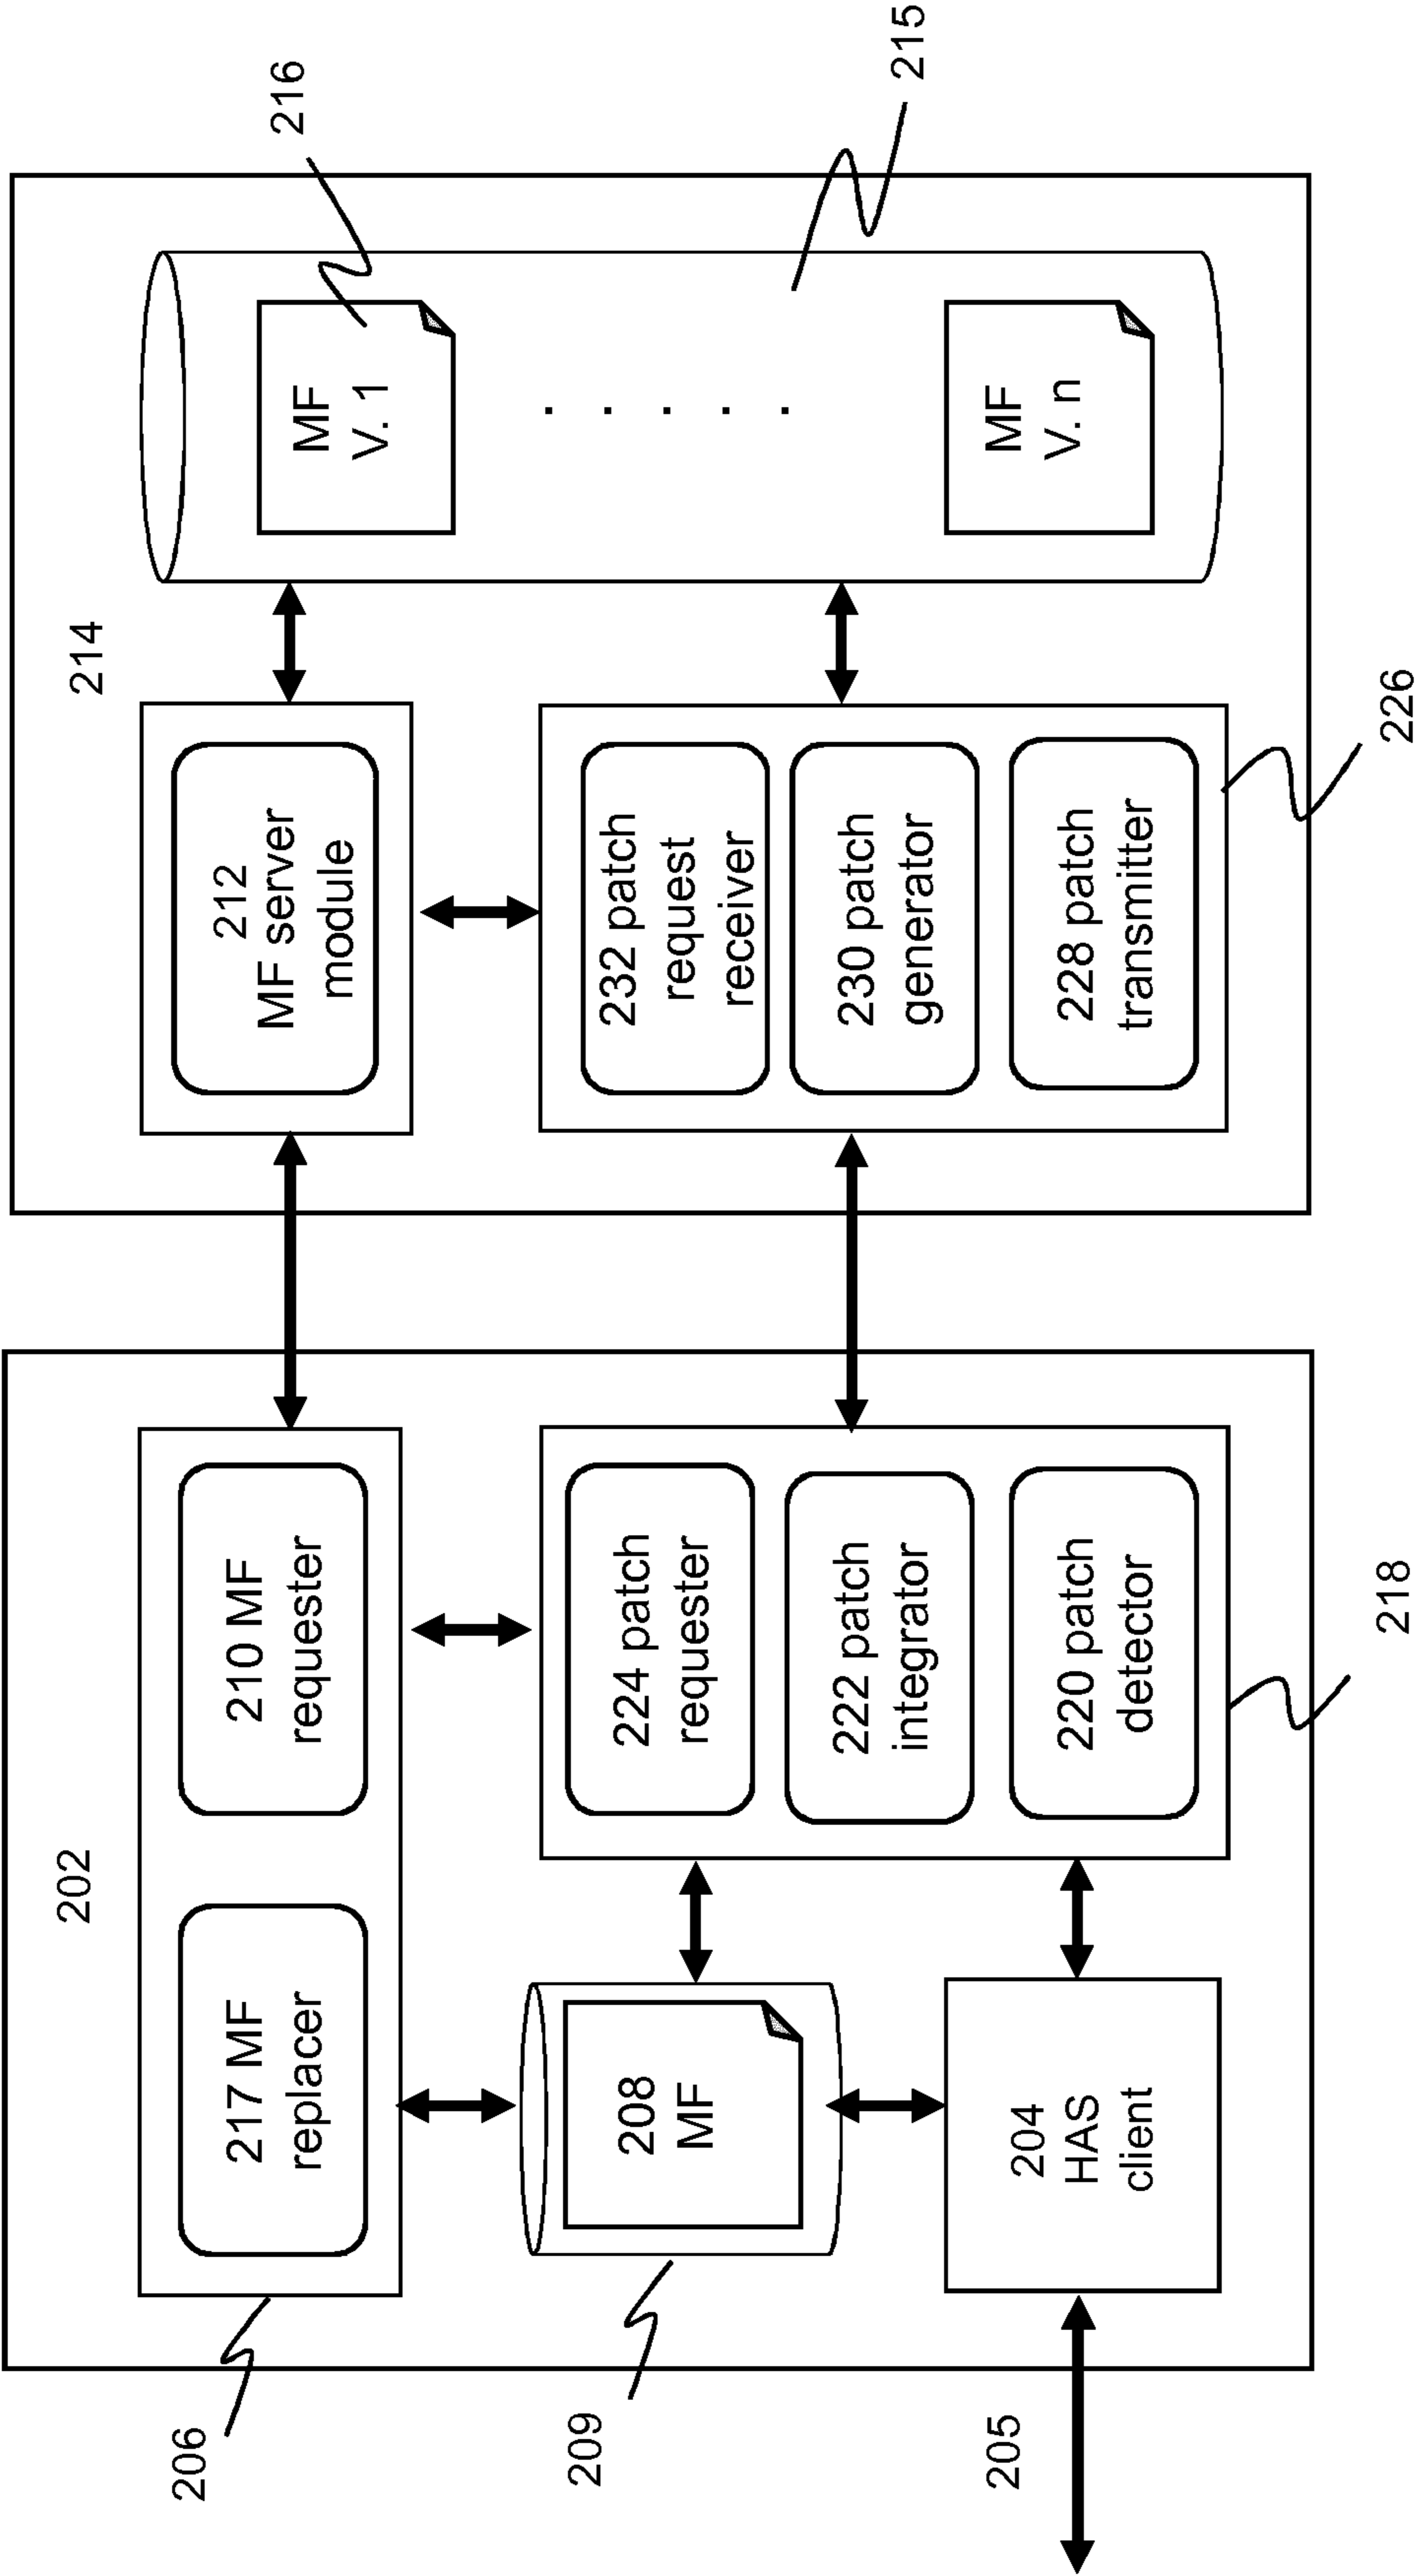 202
206
217 MF
replacer
210 MF
requester
209
208
MF
224 patch
requester
222 patch
integrator
220 patch
detector
218
204
HAS
client
205
214
212
MF server
module
232 patch
request
receiver
230 patch
generator
228 patch
transmitter
226
216
MF
V. 1
. . . . .
MF
V. n
215